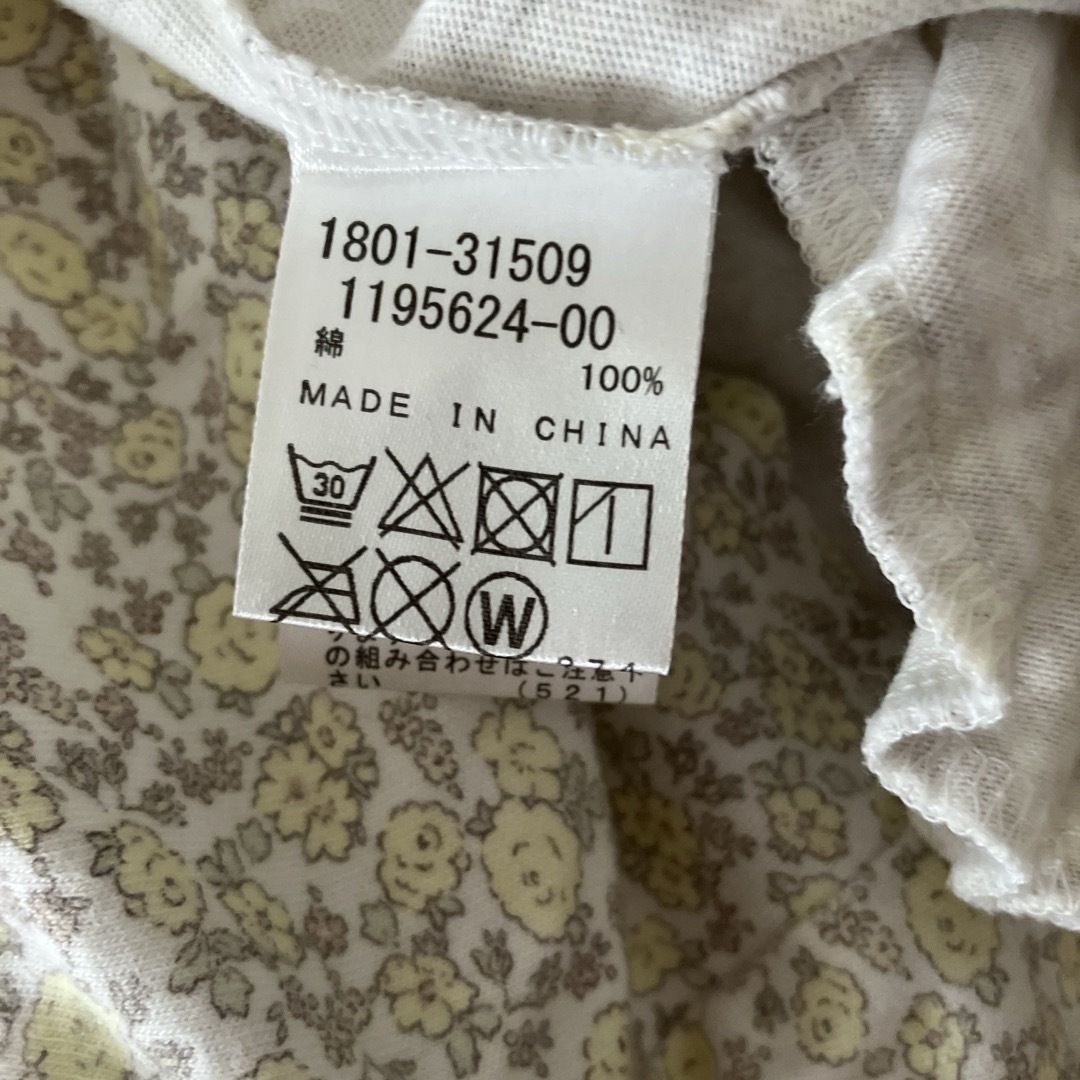 1801-31509
1195624-00
綿
100%
MADE IN CHINA
30
W
の組み合わせはご注意下
さい (521)